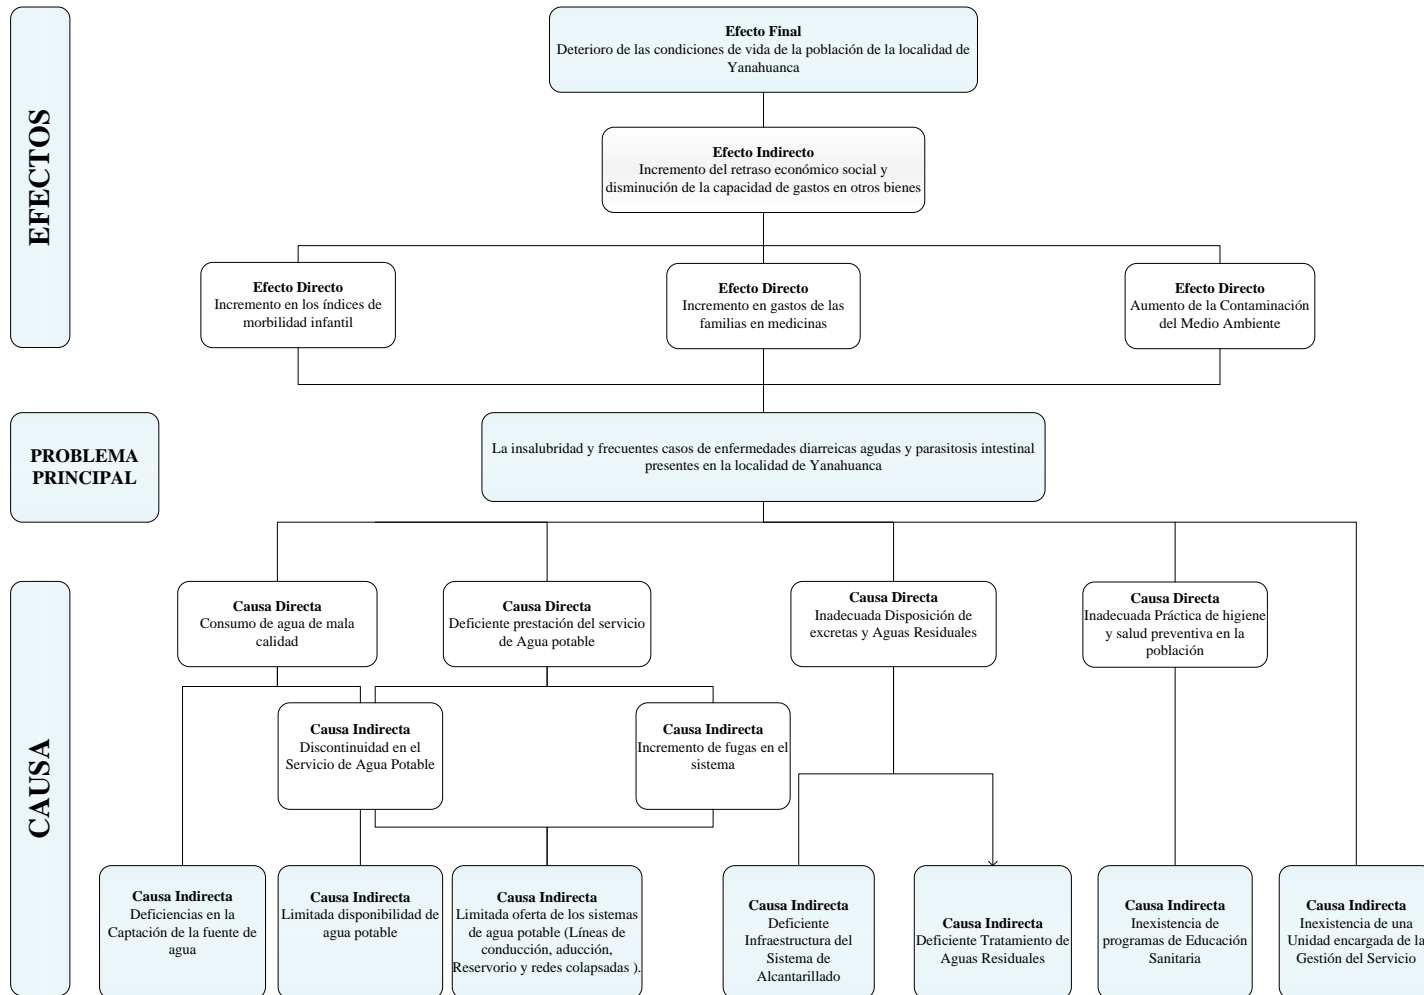 EFECTOS
Efecto Final
Deterioro de las condiciones de vida de la población de la localidad de
Yanahuanca
Efecto Indirecto
Incremento del retraso económico social y
disminución de la capacidad de gastos en otros bienes
Efecto Directo
Incremento en los índices de
morbilidad infantil
Efecto Directo
Incremento en gastos de las
familias en medicinas
Efecto Directo
Aumento de la Contaminación
del Medio Ambiente
PROBLEMA
PRINCIPAL
La insalubridad y frecuentes casos de enfermedades diarreicas agudas y parasitosis intestinal
presentes en la localidad de Yanahuanca
CAUSA
Causa Directa
Consumo de agua de mala
calidad
Causa Directa
Deficiente prestación del servicio
de Agua potable
Causa Directa
Inadecuada Disposición de
excretas y Aguas Residuales
Causa Directa
Inadecuada Práctica de higiene
y salud preventiva en la
población
Causa Indirecta
Discontinuidad en el
Servicio de Agua Potable
Causa Indirecta
Incremento de fugas en el
sistema
Causa Indirecta
Deficiencias en la
Captación de la fuente de
agua
Causa Indirecta
Limitada disponibilidad de
agua potable
Causa Indirecta
Limitada oferta de los sistemas
de agua potable (Líneas de
conducción, aducción,
Reservorio y redes colapsadas ).
Causa Indirecta
Deficiente
Infraestructura del
Sistema de
Alcantarillado
Causa Indirecta
Deficiente Tratamiento de
Aguas Residuales
Causa Indirecta
Inexistencia de
programas de Educación
Sanitaria
Causa Indirecta
Inexistencia de una
Unidad encargada de la
Gestión del Servicio